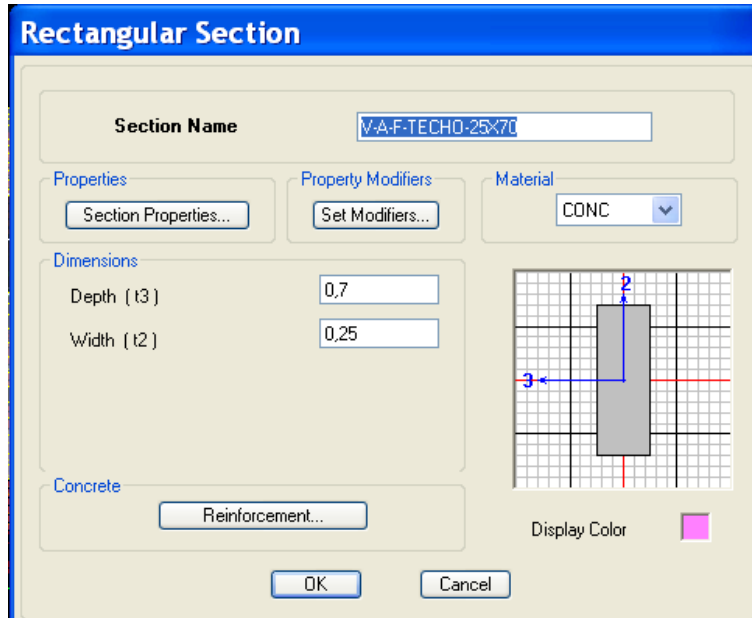 Rectangular Section
Section Name
V-A-F-TECHO-25X70
Properties
Section Properties...
Property Modifiers
Set Modifiers...
Material
CONC
Dimensions
Depth ( t3 )
0,7
Width ( t2 )
0,25
2
3
Concrete
Reinforcement...
Display Color
OK
Cancel